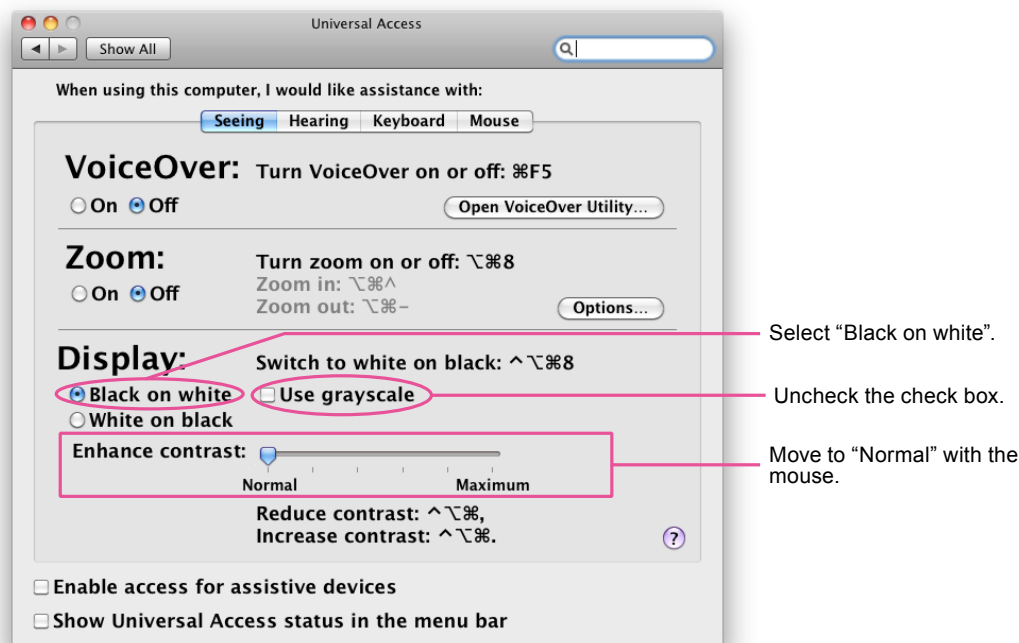 Universal Access
Show All
When using this computer, I would like assistance with:
Seeing Hearing Keyboard Mouse
VoiceOver: Turn VoiceOver on or off: ⌘F5
On Off Open VoiceOver Utility...
Zoom: Turn zoom on or off: ⌥⌘8
On Off Zoom in: ⌥⌘^
Zoom out: ⌥⌘– Options...
Select “Black on white”.
Display: Switch to white on black: ^⌥⌘8
Black on white Use grayscale Uncheck the check box.
White on black
Enhance contrast:
Normal Maximum
Move to “Normal” with the
mouse.
Reduce contrast: ^⌥⌘,
Increase contrast: ^⌥⌘.
?
Enable access for assistive devices
Show Universal Access status in the menu bar